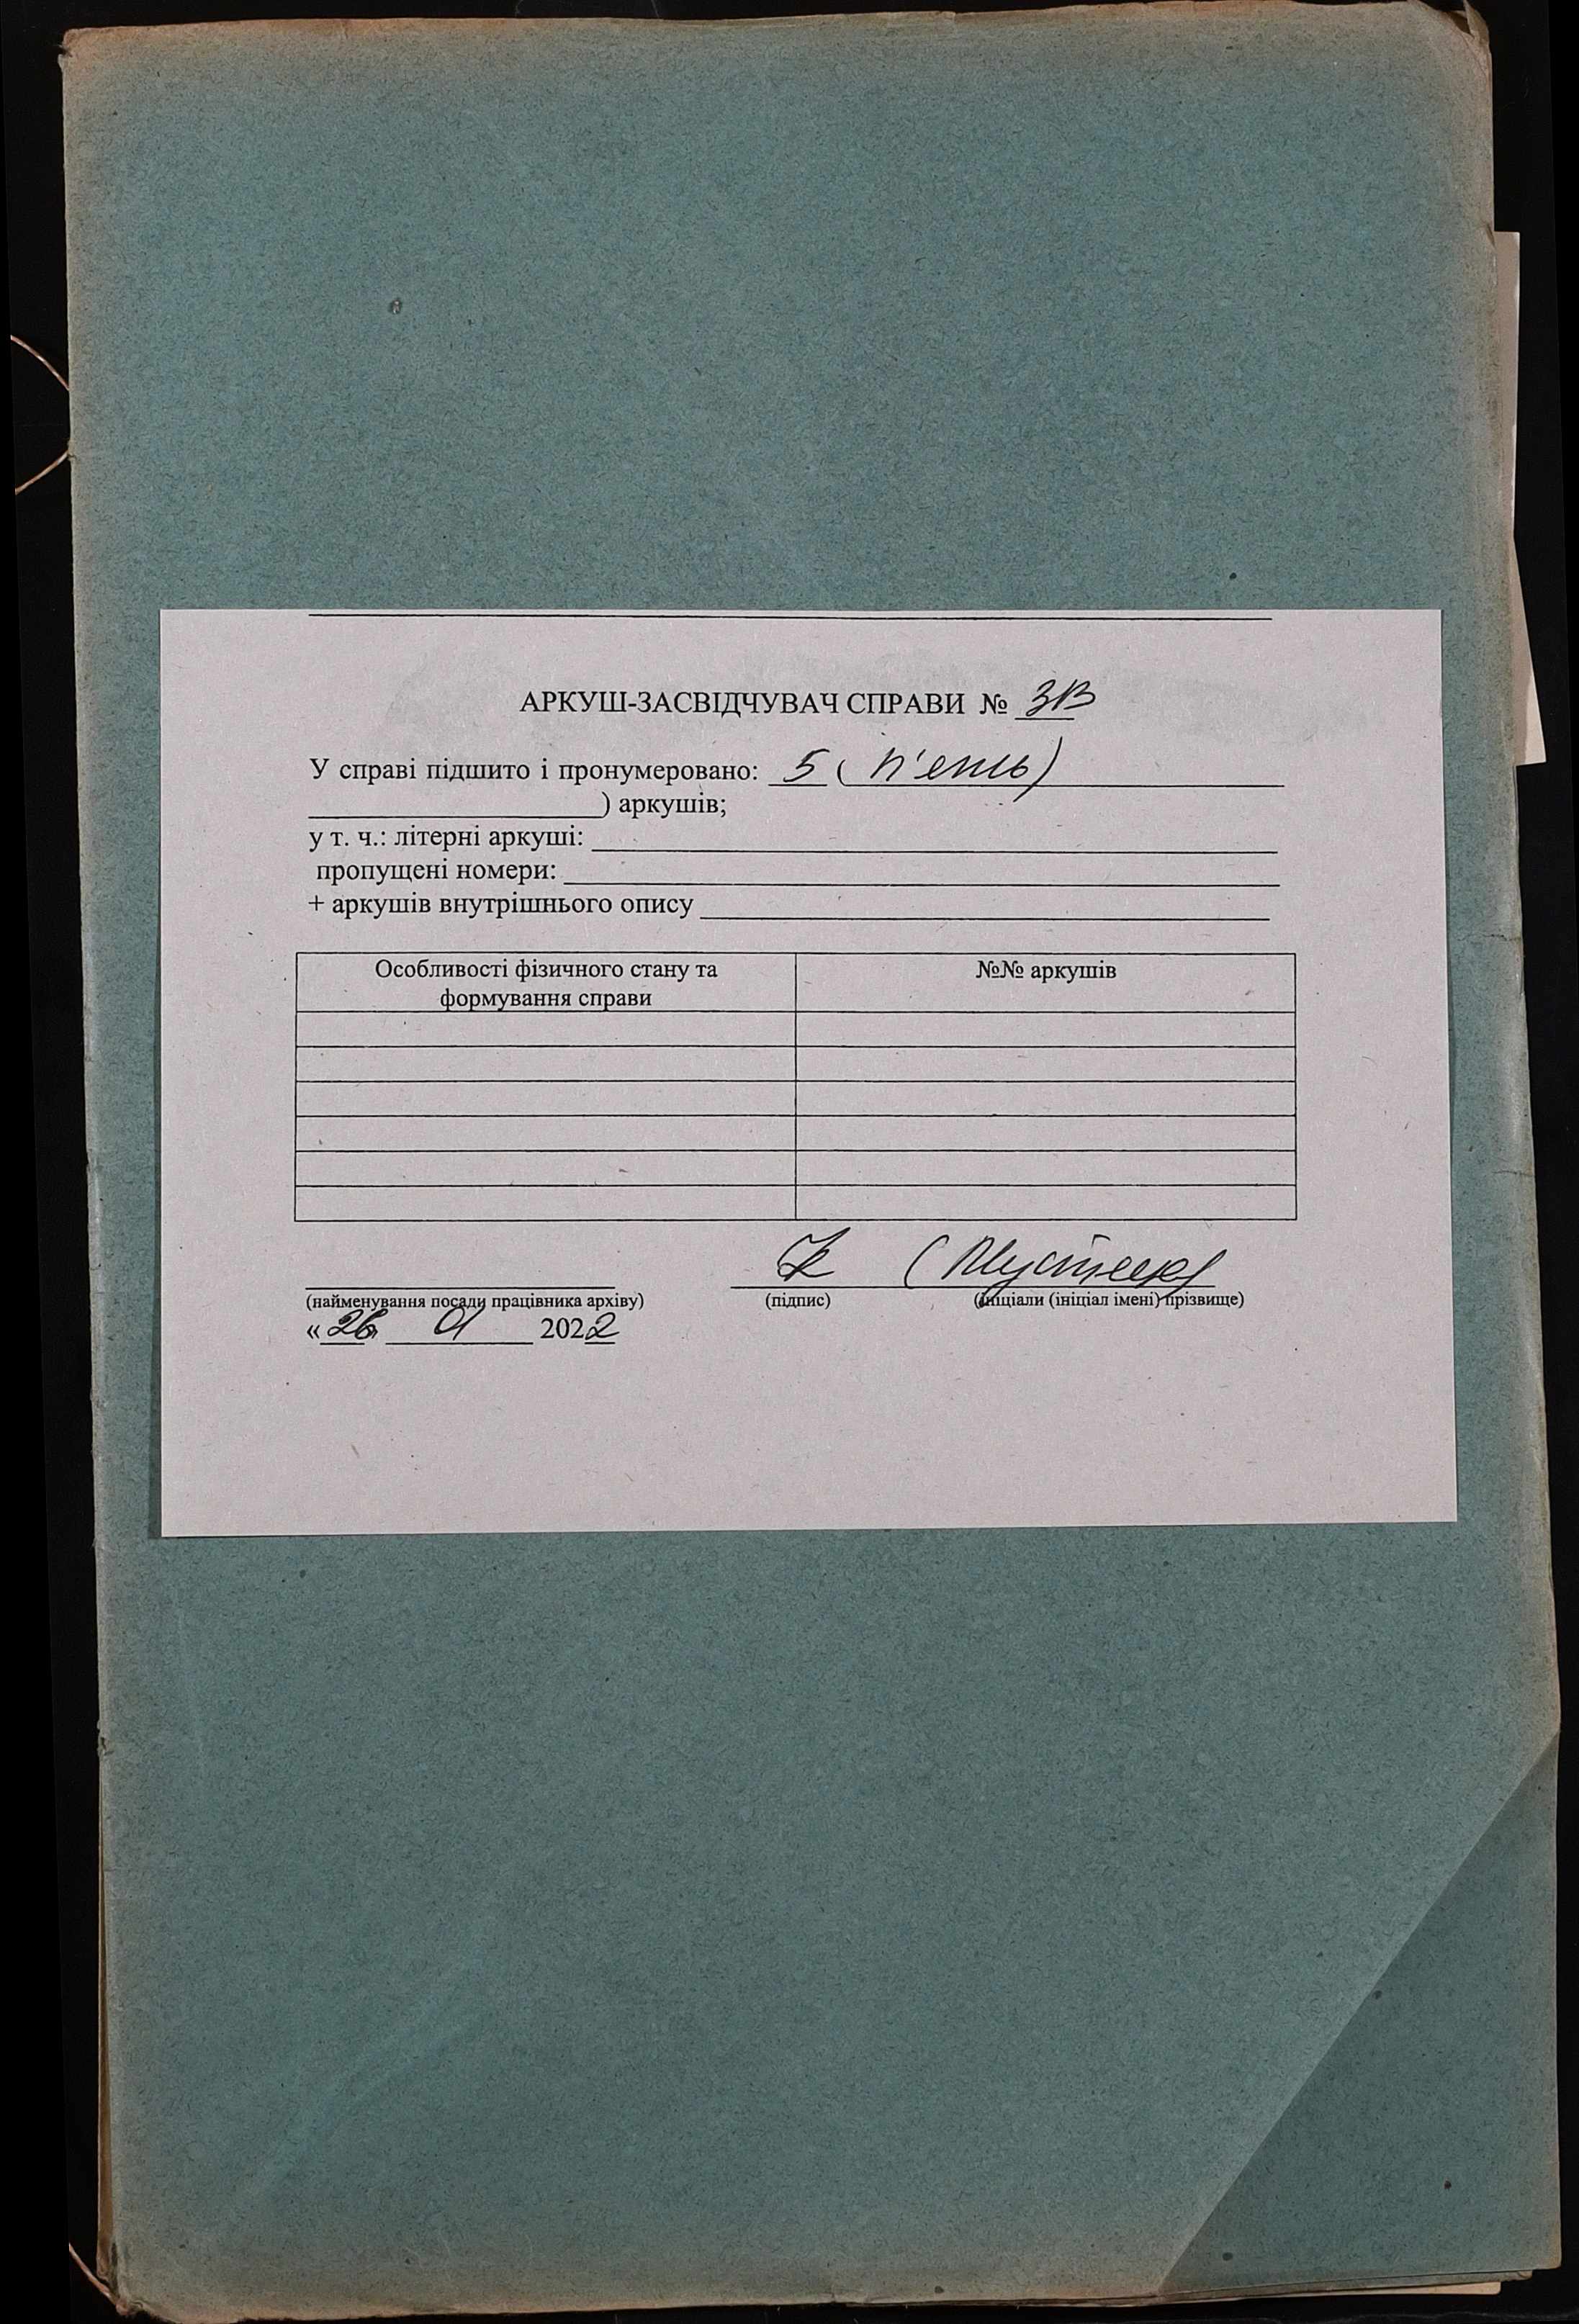 АРКУШ-ЗАСВІДЧУВАЧ СПРАВИ № 3В
У справі підшито і пронумеровано: 5 ( п'ять)
) аркушів;
у т. ч.: літерні аркуші:
пропущені номери:
+ аркушів внутрішнього опису
Особливості фізичного стану та
формування справи
№№ аркушів
(найменування посади працівника архіву)
(підпис)
(ініціали (ініціал імені) прізвище)
« 26 01 2022